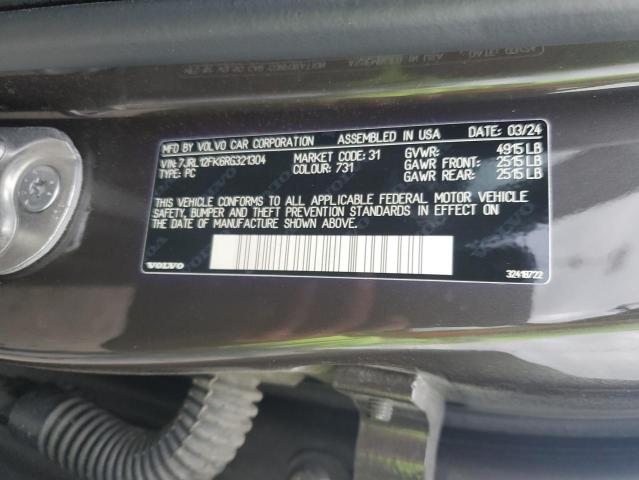 MFD BY VOLVO CAR CORPORATION ASSEMBLED IN USA DATE: 03/24
VIN: 7JRL12FK6RG321304 MARKET CODE: 31 GVWR: 4915 LB
TYPE: PC COLOUR: 731 GAWR FRONT: 2515 LB
GAWR REAR: 2515 LB
THIS VEHICLE CONFORMS TO ALL APPLICABLE FEDERAL MOTOR VEHICLE
SAFETY, BUMPER AND THEFT PREVENTION STANDARDS IN EFFECT ON
THE DATE OF MANUFACTURE SHOWN ABOVE.
VOLVO 32418722